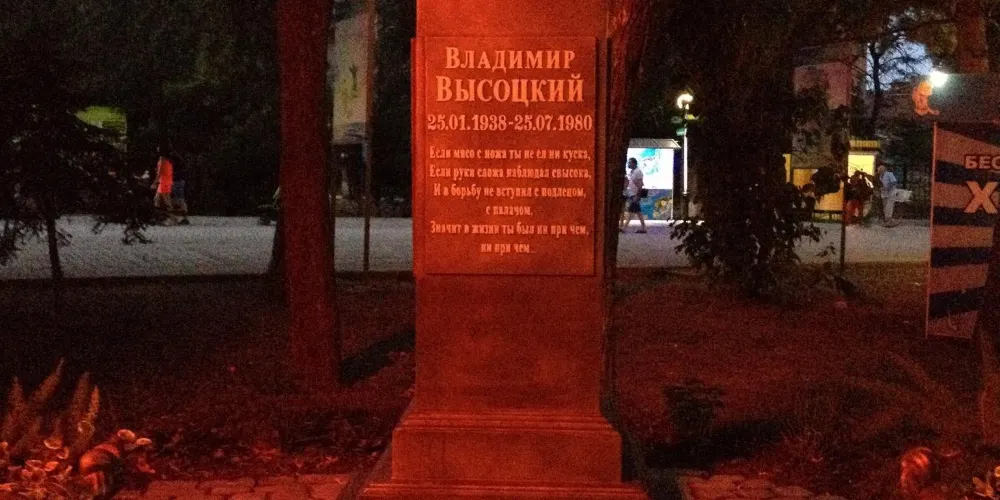 Владимир
Высоцкий
25.01.1938-25.07.1980
Если мясо с ножа ты не ел ни куска,
Если руки сложа наблюдал свысока,
И в борьбу не вступил с подлецом,
с палачом,
Значит в жизни ты был ни при чем,
ни при чем...
БЕС
Х